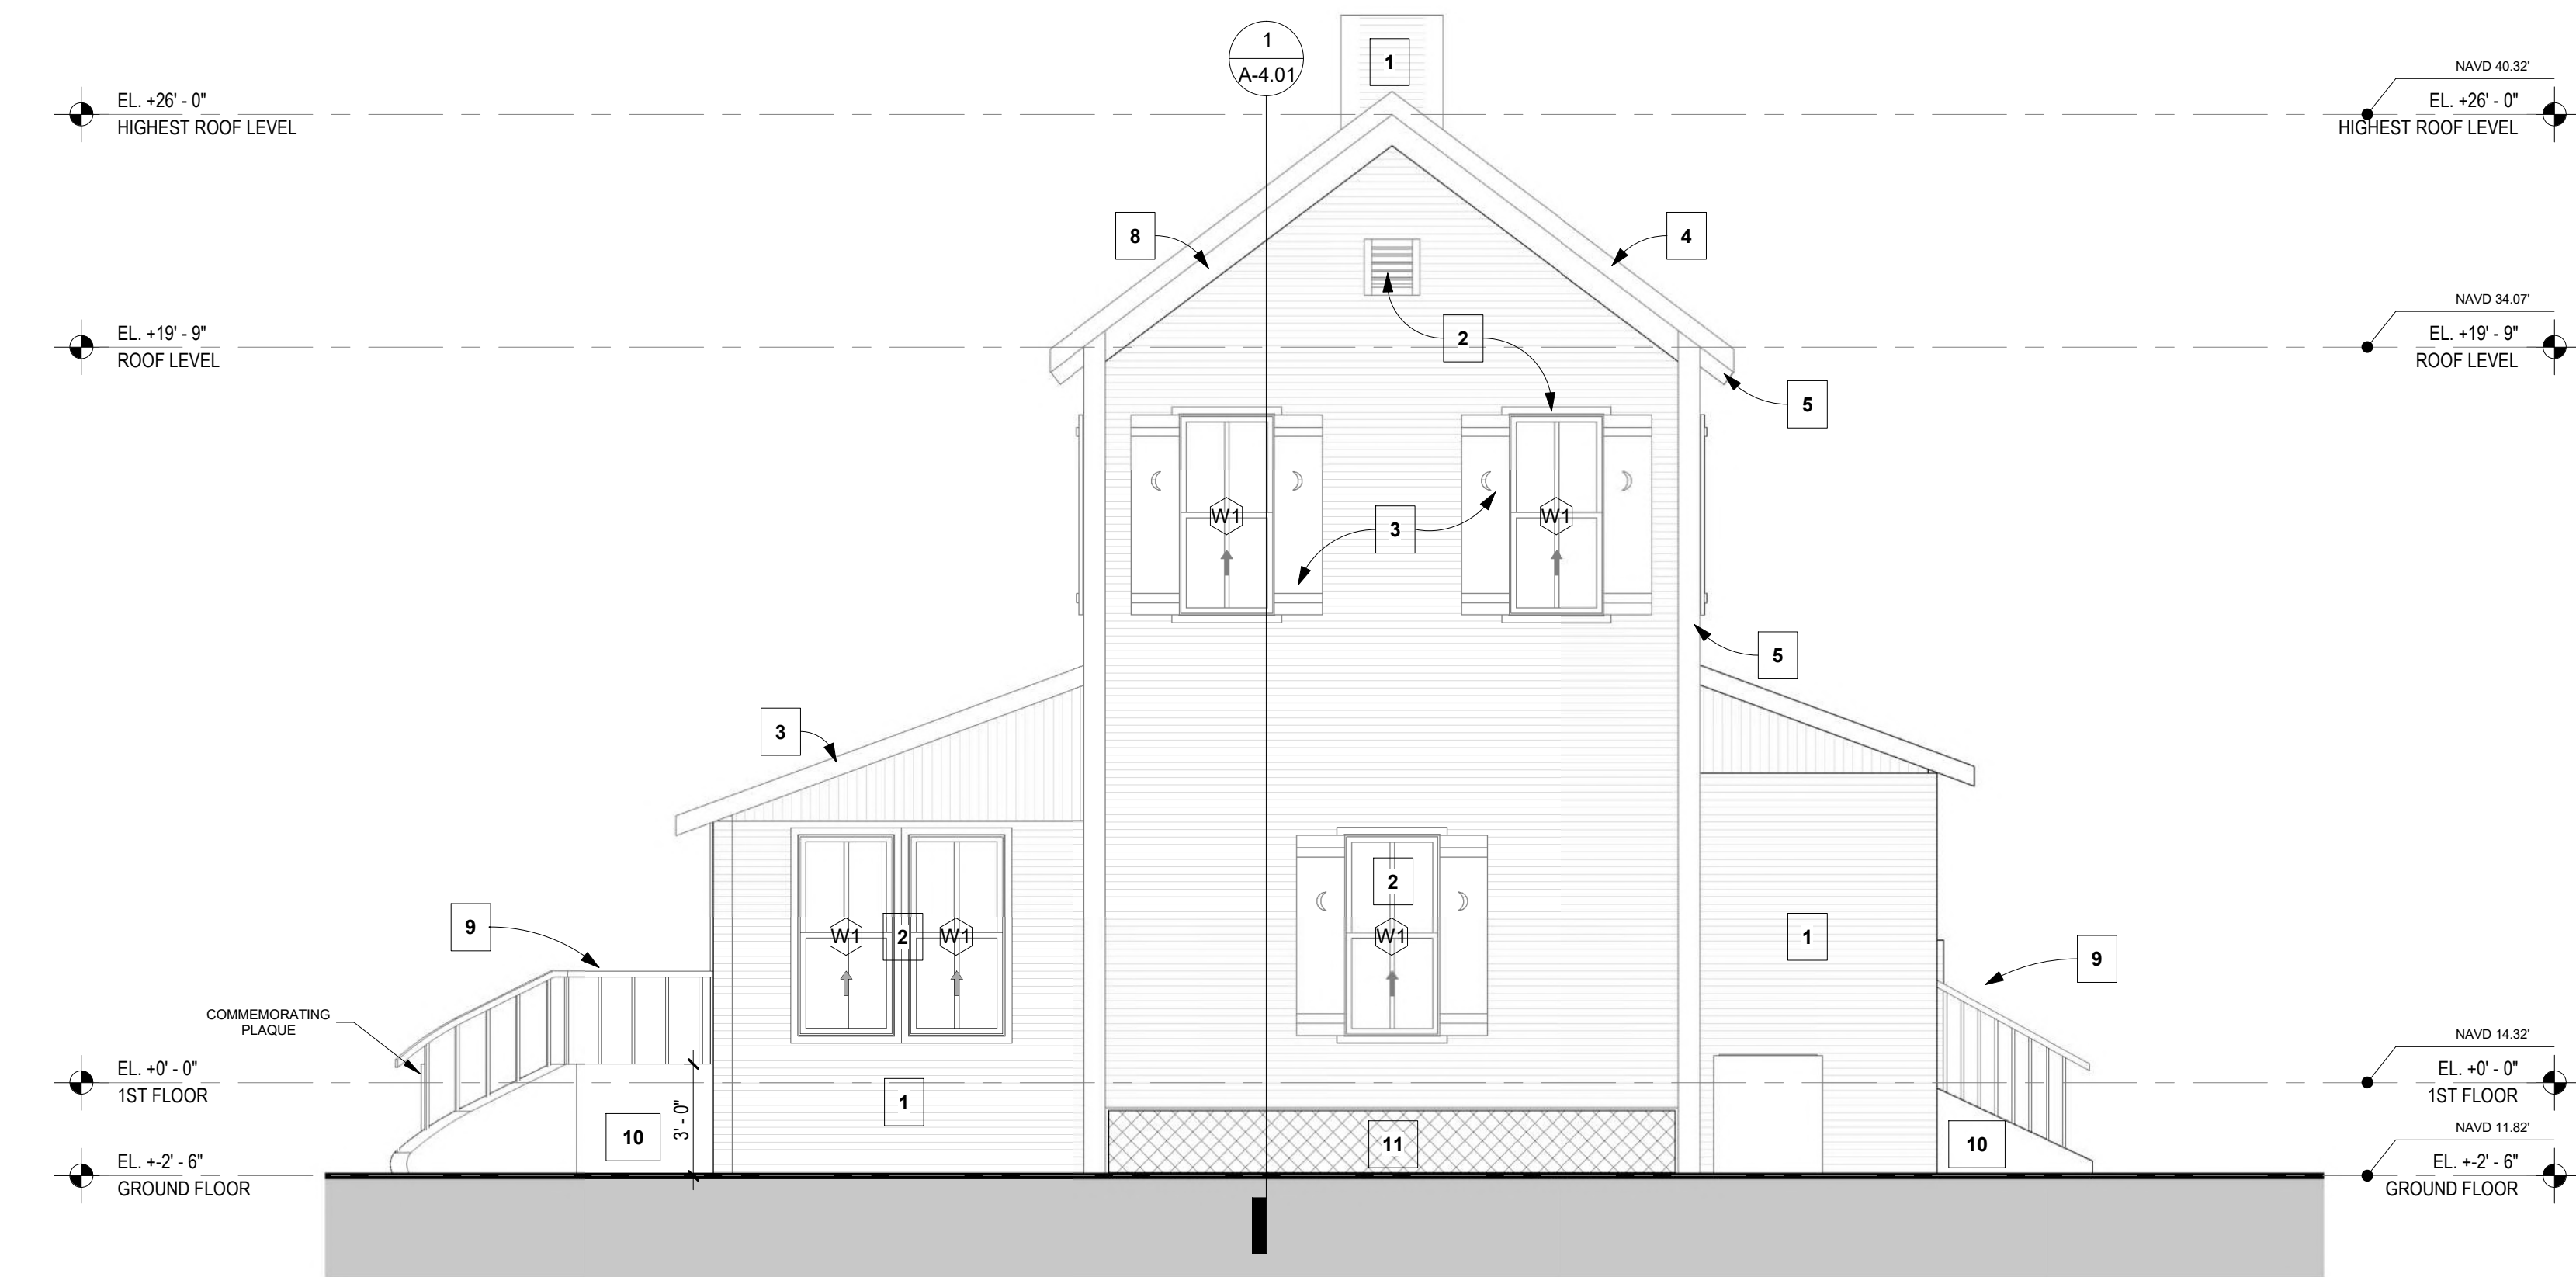 1
A-4.01
1
NAVD 40.32'
EL. +26' - 0"
HIGHEST ROOF LEVEL
EL. +26' - 0"
HIGHEST ROOF LEVEL
8
4
NAVD 34.07'
EL. +19' - 9"
ROOF LEVEL
2
EL. +19' - 9"
ROOF LEVEL
5
W1
3
W1
5
3
2
9
W1
2
W1
W1
1
9
COMMEMORATING
PLAQUE
NAVD 14.32'
EL. +0' - 0"
1ST FLOOR
EL. +0' - 0"
1ST FLOOR
1
3' - 0"
10
11
10
NAVD 11.82'
EL. +-2' - 6"
GROUND FLOOR
EL. +-2' - 6"
GROUND FLOOR